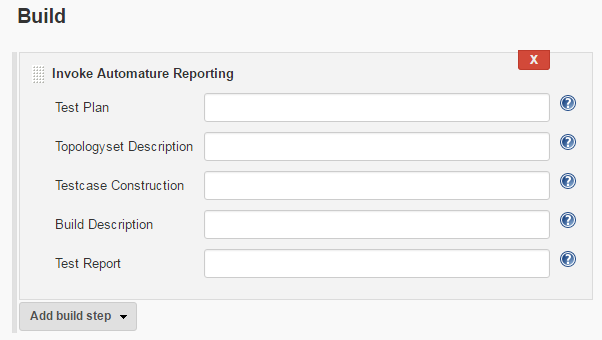 Build
X
Invoke Automature Reporting
Test Plan
?
Topologyset Description
?
Testcase Construction
?
Build Description
?
Test Report
?
Add build step